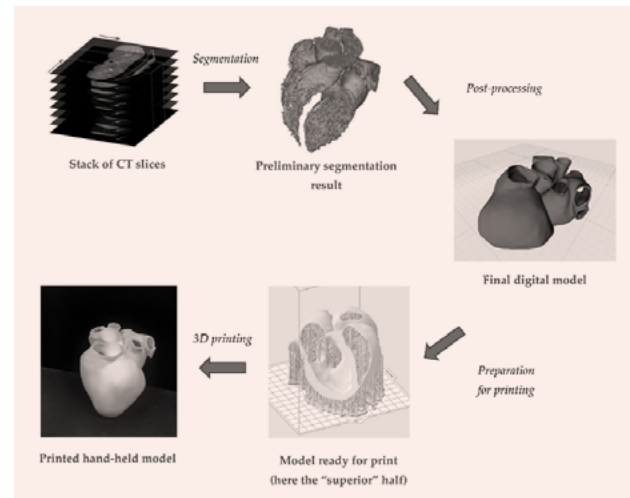 Segmentation
Post-processing
Stack of CT slices
Preliminary segmentation
result
Final digital model
3D printing
Preparation
for printing
Printed hand-held model
Model ready for print
(here the “superior” half)